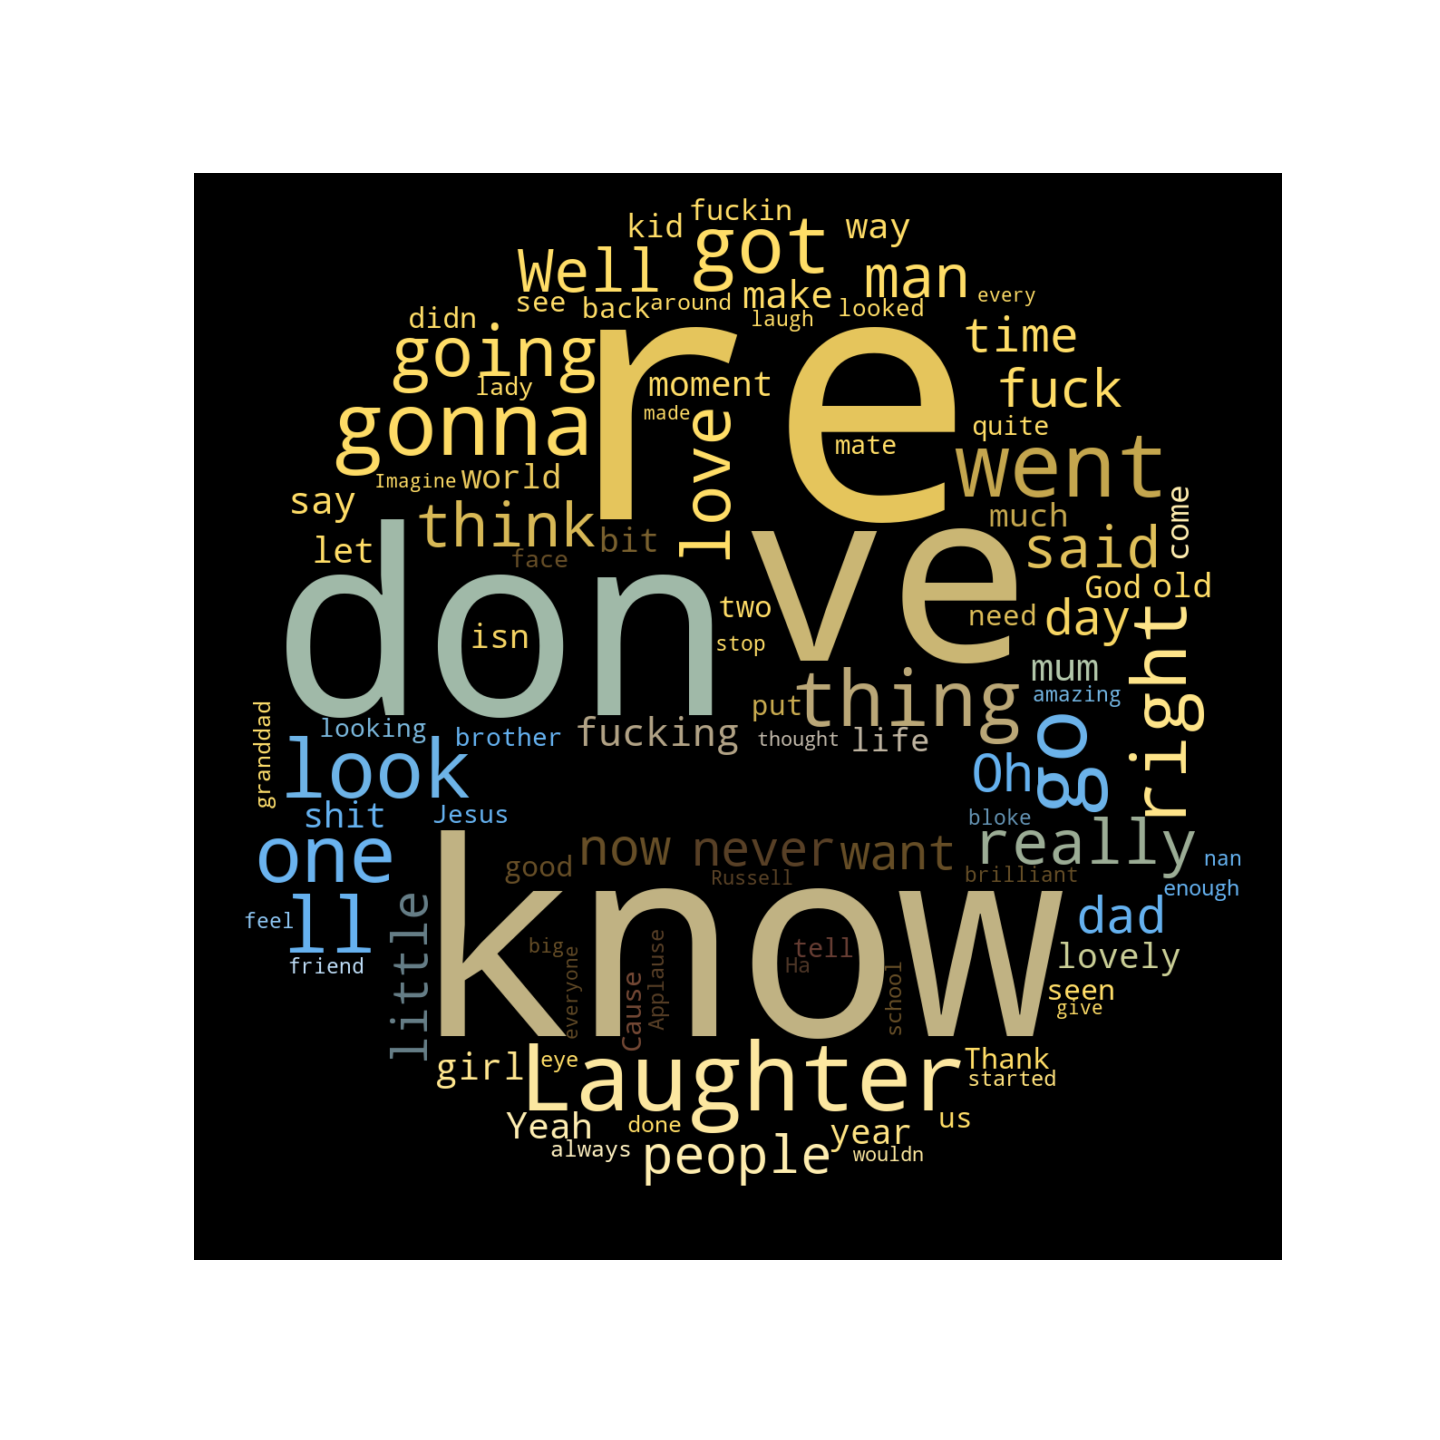 fuckin
kid got way
Well man
see back around make looked every
didn laugh time
going re
lady moment fuck
gonna made love quite
mate went
Imagine world
say think much come
let face bit said
don ve God old
two need day
isn stop right
mum
thing amazing
granddad looking put go
brother fucking thought life
look Oh
shit Jesus bloke
one now never want really
good Russell brilliant nan
know enough
feel ll little big tell dad
friend everyone Cause Applause Ha school lovely
seen
give
girl eye Laughter Thank
started
Yeah done year us
always people wouldn